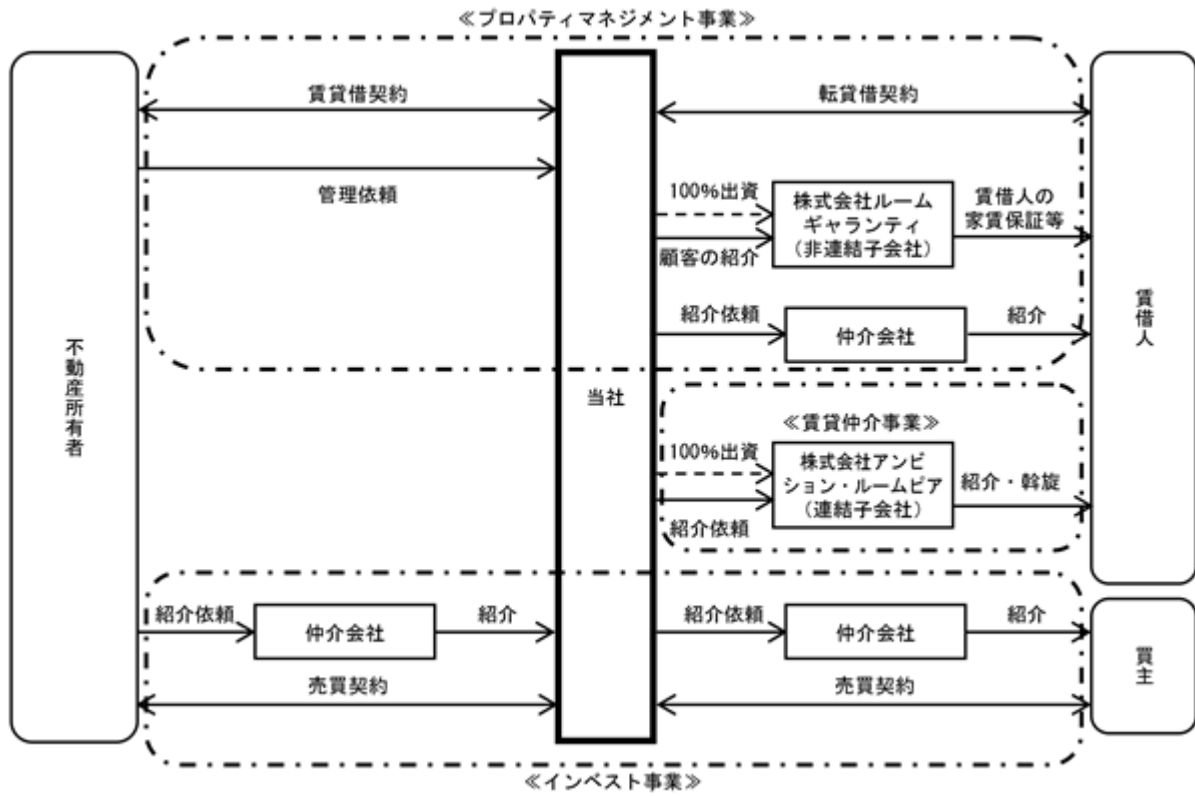 ≪プロパティマネジメント事業≫
賃貸借契約
転貸借契約
管理依頼
100%出資
顧客の紹介
株式会社ルーム
ギャランティ
(非連結子会社)
賃借人の
家賃保証等
紹介依頼
仲介会社
紹介
不動産所有者
当社
賃借人
≪賃貸仲介事業≫
100%出資
紹介依頼
株式会社アンビ
ション・ルームピア
(連結子会社)
紹介・斡旋
紹介依頼
仲介会社
紹介
紹介依頼
仲介会社
紹介
買主
売買契約
売買契約
≪インベスト事業≫